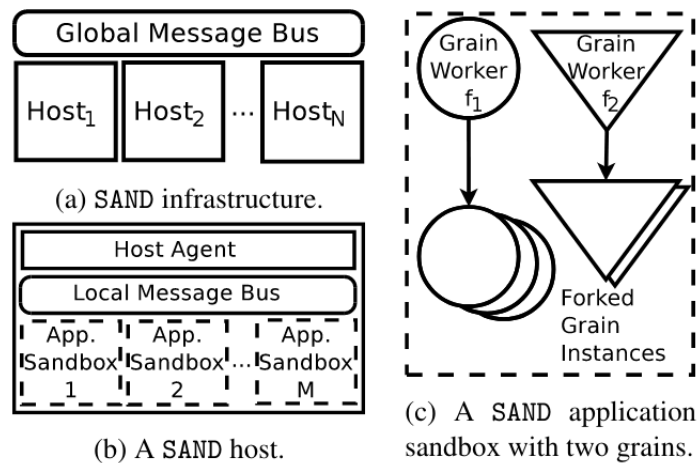 Global Message Bus
Host1 Host2 ... HostN
(a) SAND infrastructure.
Host Agent
Local Message Bus
App. Sandbox 1
App. Sandbox 2
...
App. Sandbox M
(b) A SAND host.
Grain
Worker
f1
Grain
Worker
f2
Forked
Grain
Instances
(c) A SAND application
sandbox with two grains.